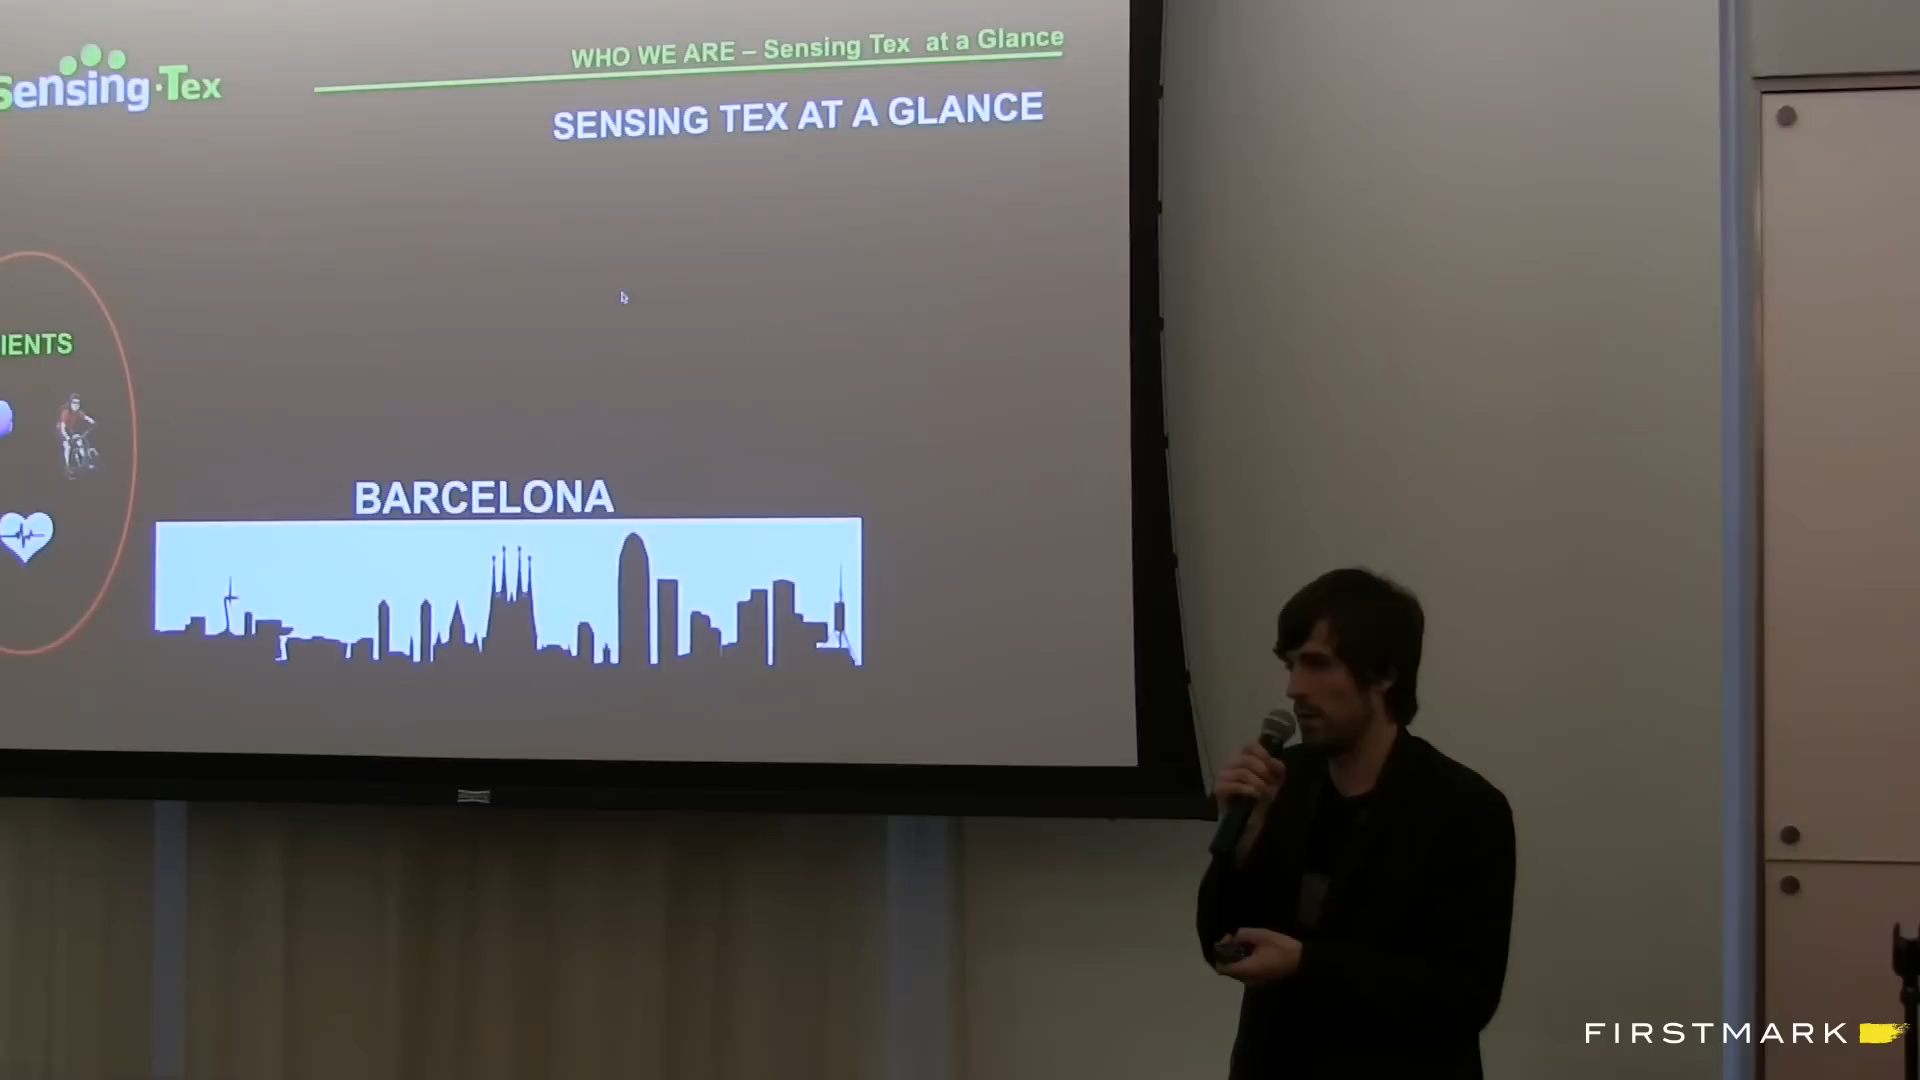 WHO WE ARE – Sensing Tex at a Glance
Sensing·Tex
SENSING TEX AT A GLANCE
IENTS
BARCELONA
FIRSTMARK